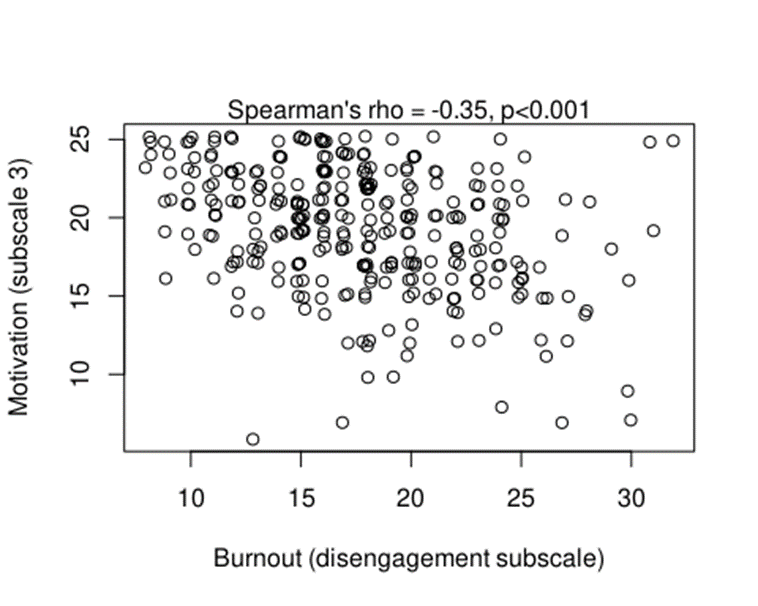 Spearman's rho = -0.35, p<0.001
Motivation (subscale 3)
25
20
15
10
10 15 20 25 30
Burnout (disengagement subscale)